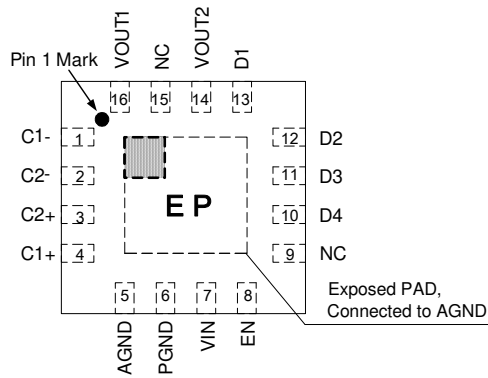 VOUT1
NC
VOUT2
D1
Pin 1 Mark
16
15
14
13
C1-
1
12
D2
C2-
2
11
D3
C2+
3
EP
10
D4
C1+
4
9
NC
5
6
7
8
AGND
PGND
VIN
EN
Exposed PAD,
Connected to AGND